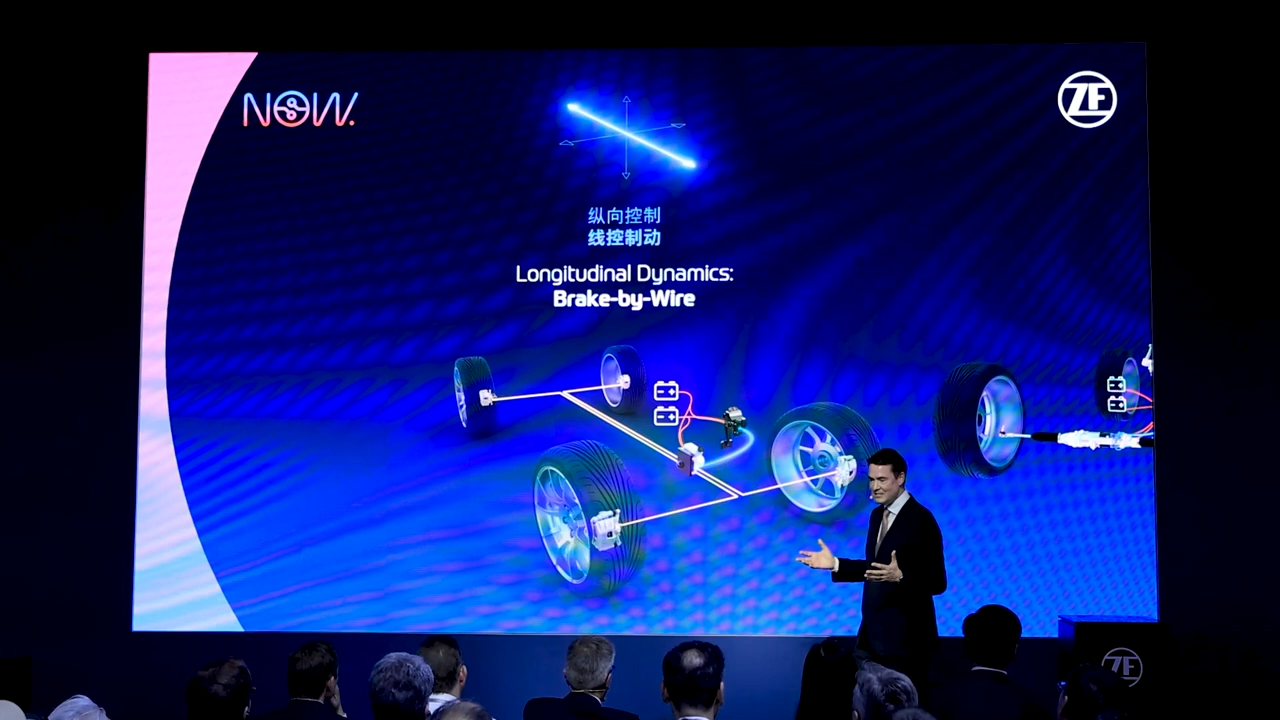 NOW.
ZF
纵向控制
线控制动
Longitudinal Dynamics:
Brake-by-Wire
ZF